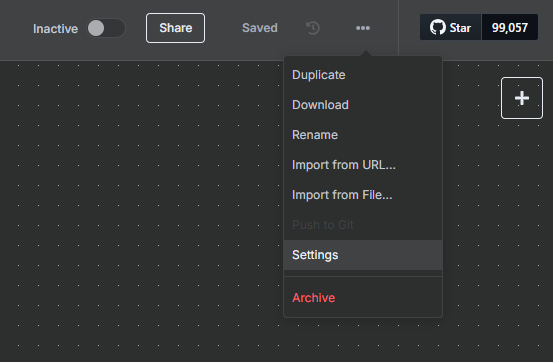 Inactive
Share
Saved
Star
99,057
Duplicate
Download
Rename
Import from URL...
Import from File...
Push to Git
Settings
Archive